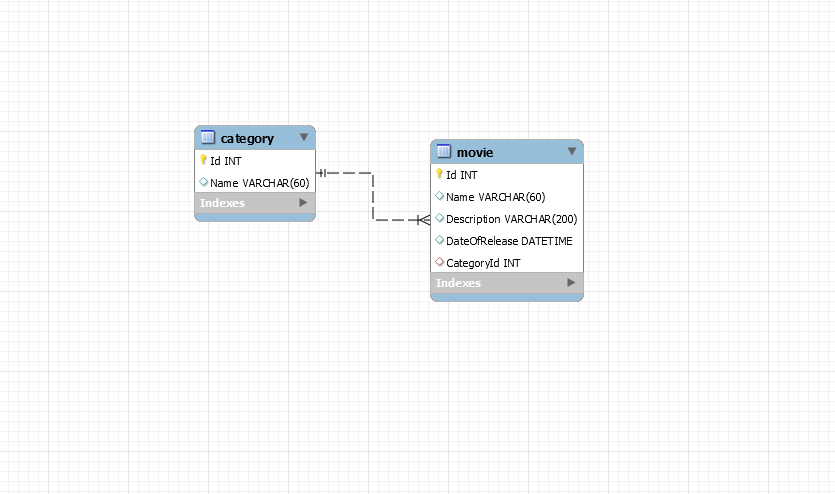 category
Id INT
Name VARCHAR(60)
Indexes
movie
Id INT
Name VARCHAR(60)
Description VARCHAR(200)
DateOfRelease DATETIME
CategoryId INT
Indexes